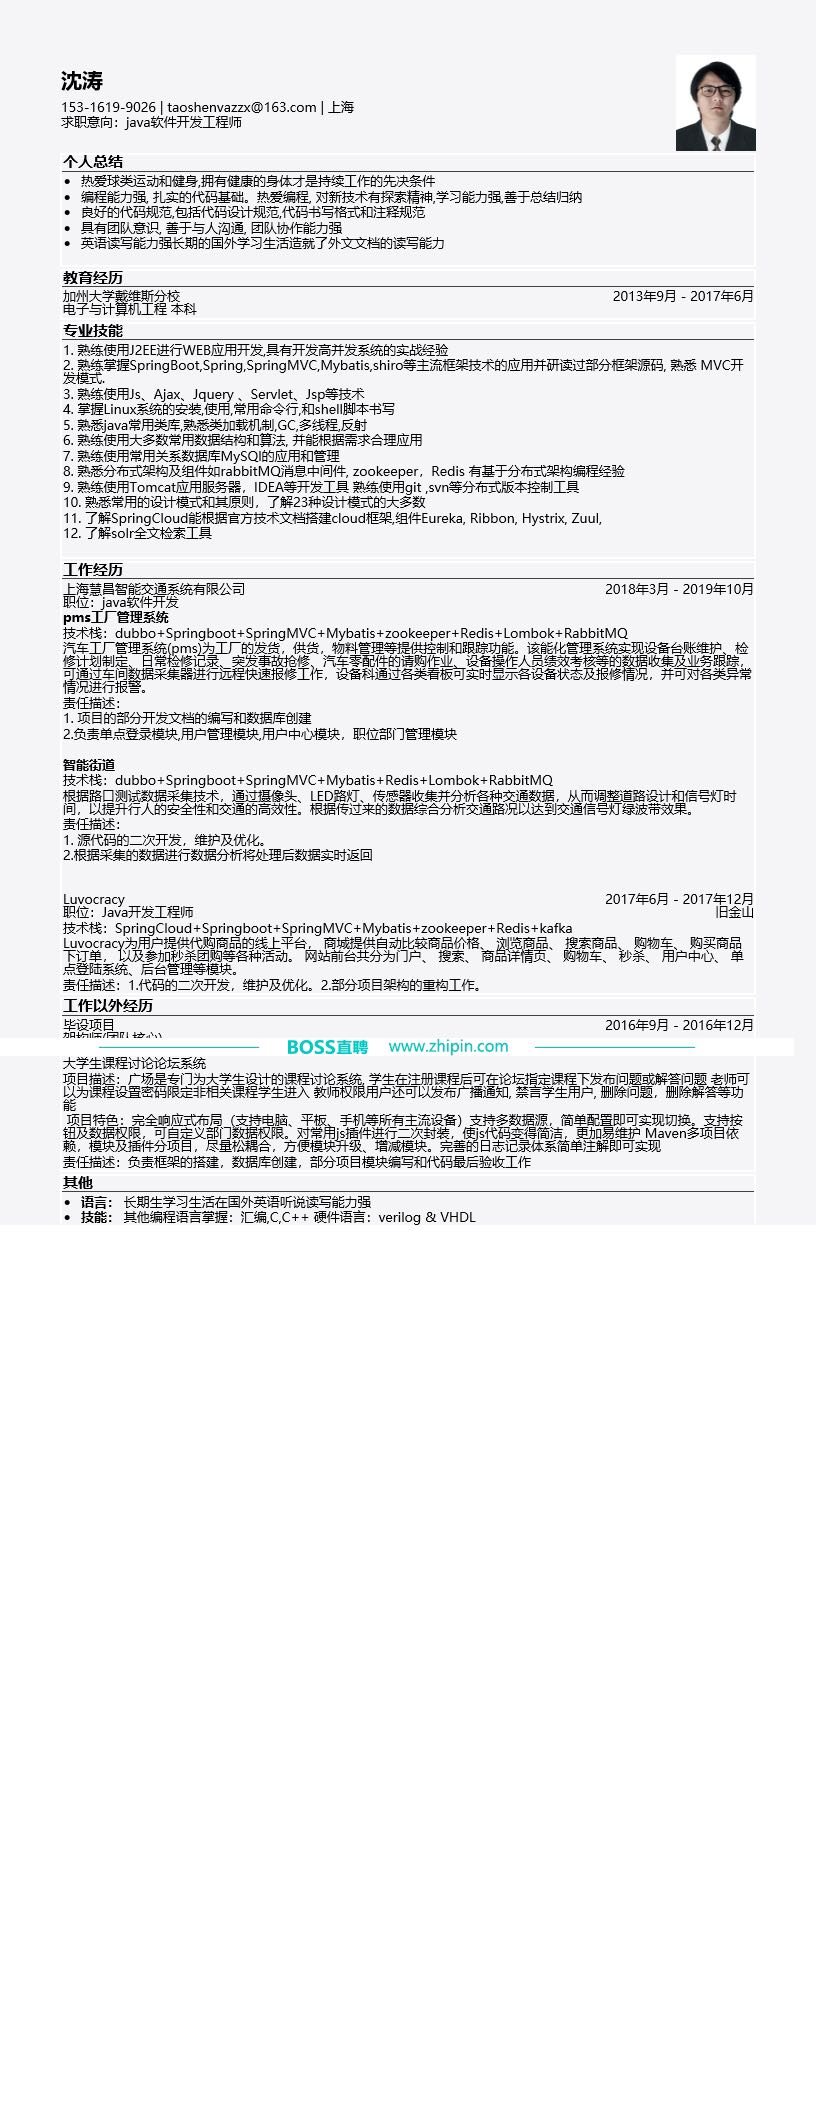 沈涛
153-1619-9026 | taoshenvazzx@163.com | 上海
求职意向：java软件开发工程师
个人总结
• 热爱球类运动和健身,拥有健康的身体才是持续工作的先决条件
• 编程能力强, 扎实的代码基础。热爱编程, 对新技术有探索精神,学习能力强,善于总结归纳
• 良好的代码规范,包括代码设计规范,代码书写格式和注释规范
• 具有团队意识, 善于与人沟通, 团队协作能力强
• 英语读写能力强长期的国外学习生活造就了外文文档的读写能力
教育经历
加州大学戴维斯分校 2013年9月 - 2017年6月
电子与计算机工程 本科
专业技能
1. 熟练使用J2EE进行WEB应用开发,具有开发高并发系统的实战经验
2. 熟练掌握SpringBoot,Spring,SpringMVC,Mybatis,shiro等主流框架技术的应用并研读过部分框架源码, 熟悉 MVC开
发模式.
3. 熟练使用Js、Ajax、Jquery 、Servlet、Jsp等技术
4. 掌握Linux系统的安装,使用,常用命令行,和shell脚本书写
5. 熟悉java常用类库,熟悉类加载机制,GC,多线程,反射
6. 熟练使用大多数常用数据结构和算法, 并能根据需求合理应用
7. 熟练使用常用关系数据库MySQl的应用和管理
8. 熟悉分布式架构及组件如rabbitMQ消息中间件, zookeeper，Redis 有基于分布式架构编程经验
9. 熟练使用Tomcat应用服务器，IDEA等开发工具 熟练使用git ,svn等分布式版本控制工具
10. 熟悉常用的设计模式和其原则，了解23种设计模式的大多数
11. 了解SpringCloud能根据官方技术文档搭建cloud框架,组件Eureka, Ribbon, Hystrix, Zuul,
12. 了解solr全文检索工具
工作经历
上海慧昌智能交通系统有限公司 2018年3月 - 2019年10月
职位：java软件开发
pms工厂管理系统
技术栈：dubbo+Springboot+SpringMVC+Mybatis+zookeeper+Redis+Lombok+RabbitMQ
汽车工厂管理系统(pms)为工厂的发货，供货，物料管理等提供控制和跟踪功能。该能化管理系统实现设备台账维护、检
修计划制定、日常检修记录、突发事故抢修、汽车零配件的请购作业、设备操作人员绩效考核等的数据收集及业务跟踪，
可通过车间数据采集器进行远程快速报修工作，设备科通过各类看板可实时显示各设备状态及报修情况，并可对各类异常
情况进行报警。
责任描述：
1. 项目的部分开发文档的编写和数据库创建
2.负责单点登录模块,用户管理模块,用户中心模块，职位部门管理模块
智能街道
技术栈：dubbo+Springboot+SpringMVC+Mybatis+Redis+Lombok+RabbitMQ
根据路口测试数据采集技术，通过摄像头、LED路灯、传感器收集并分析各种交通数据，从而调整道路设计和信号灯时
间，以提升行人的安全性和交通的高效性。根据传过来的数据综合分析交通路况以达到交通信号灯绿波带效果。
责任描述：
1. 源代码的二次开发，维护及优化。
2.根据采集的数据进行数据分析将处理后数据实时返回
Luvocracy 2017年6月 - 2017年12月
职位：Java开发工程师 旧金山
技术栈：SpringCloud+Springboot+SpringMVC+Mybatis+zookeeper+Redis+kafka
Luvocracy为用户提供代购商品的线上平台， 商城提供自动比较商品价格、 浏览商品、 搜索商品、 购物车、 购买商品
下订单， 以及参加秒杀团购等各种活动。 网站前台共分为门户、 搜索、 商品详情页、 购物车、 秒杀、 用户中心、 单
点登陆系统、后台管理等模块。
责任描述：1.代码的二次开发，维护及优化。2.部分项目架构的重构工作。
工作以外经历
毕设项目 2016年9月 - 2016年12月
架构师(团队核心)
BOSS直聘 www.zhipin.com
大学生课程讨论论坛系统
项目描述：广场是专门为大学生设计的课程讨论系统, 学生在注册课程后可在论坛指定课程下发布问题或解答问题 老师可
以为课程设置密码限定非相关课程学生进入 教师权限用户还可以发布广播通知, 禁言学生用户, 删除问题，删除解答等功
能
项目特色：完全响应式布局（支持电脑、平板、手机等所有主流设备）支持多数据源，简单配置即可实现切换。支持按
钮及数据权限，可自定义部门数据权限。对常用js插件进行二次封装，使js代码变得简洁，更加易维护 Maven多项目依
赖，模块及插件分项目，尽量松耦合，方便模块升级、增减模块。完善的日志记录体系简单注解即可实现
责任描述：负责框架的搭建，数据库创建，部分项目模块编写和代码最后验收工作
其他
• 语言： 长期生学习生活在国外英语听说读写能力强
• 技能： 其他编程语言掌握：汇编,C,C++ 硬件语言：verilog & VHDL